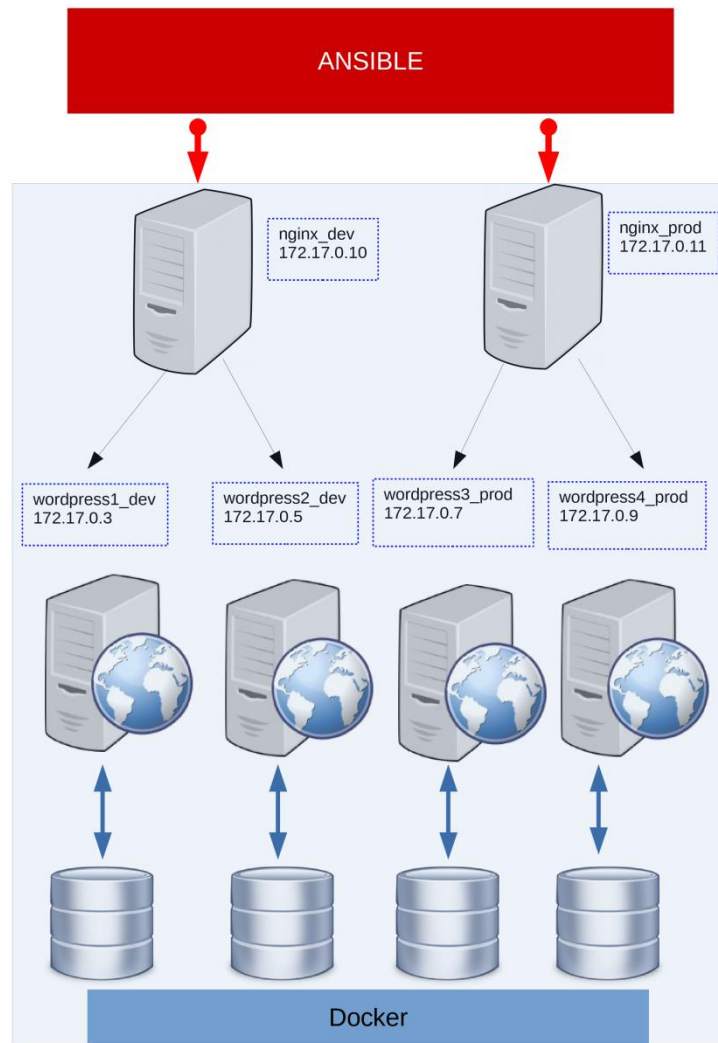 ANSIBLE
nginx_dev
172.17.0.10
nginx_prod
172.17.0.11
wordpress1_dev
172.17.0.3
wordpress2_dev
172.17.0.5
wordpress3_prod
172.17.0.7
wordpress4_prod
172.17.0.9
Docker